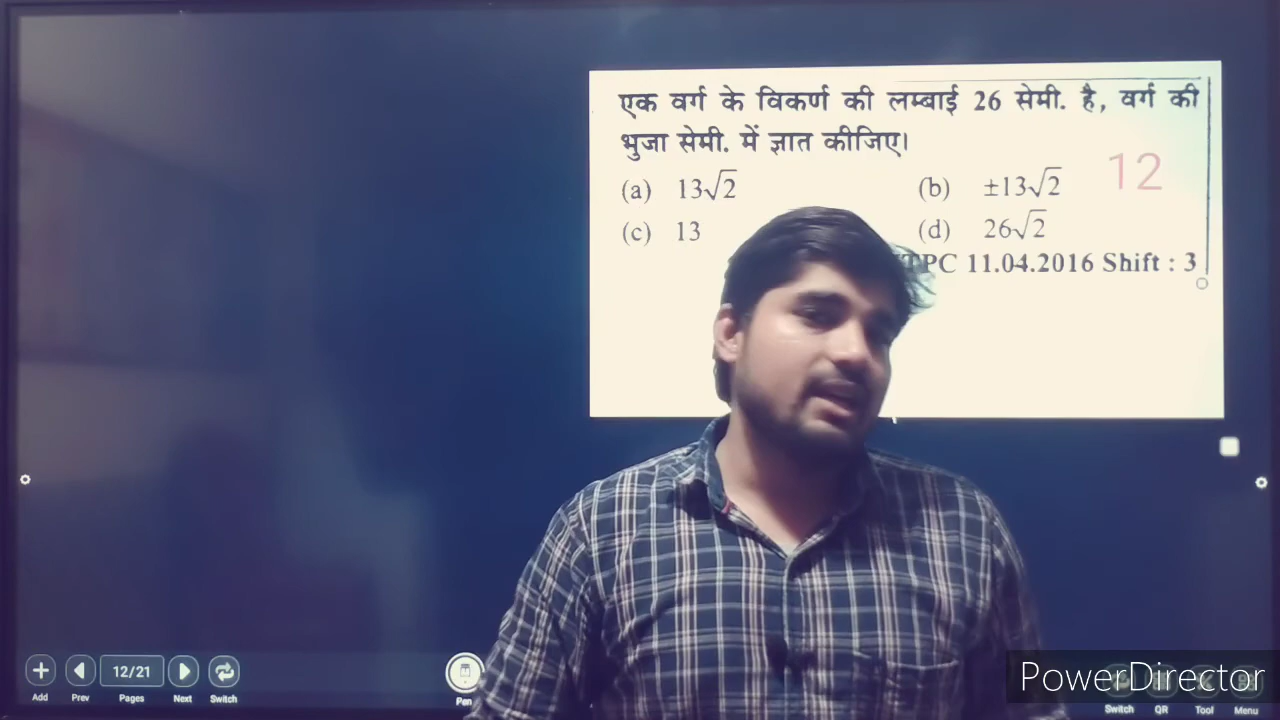 एक वर्ग के विकर्ण की लम्बाई 26 सेमी. है, वर्ग की
भुजा सेमी. में ज्ञात कीजिए।
(a) 13√2 (b) ±13√2
12
(c) 13 (d) 26√2
11.04.2016 Shift : 3
12/21
Add Prev Pages Next Switch
Pen
PowerDirector
Switch QR Tool Menu